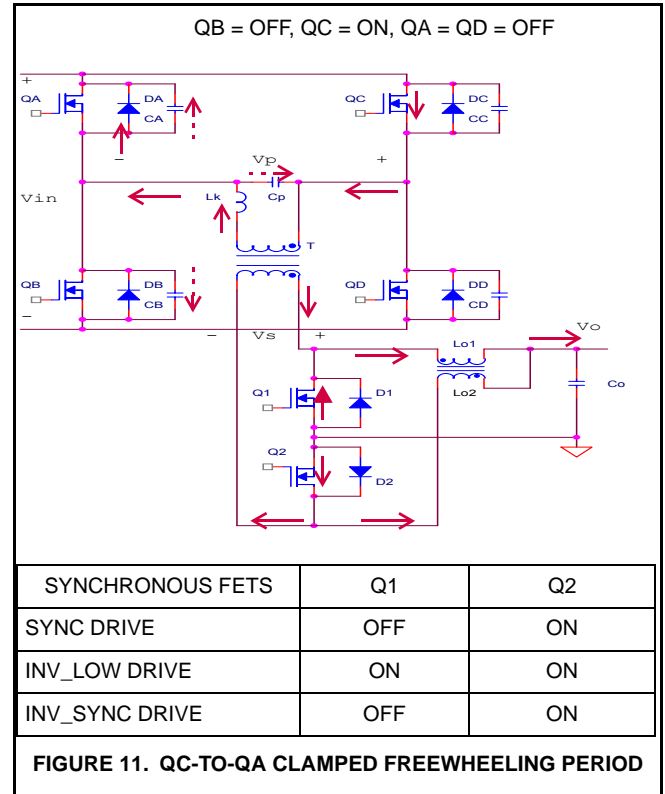 QB = OFF, QC = ON, QA = QD = OFF
+
QA DA CA QC DC CC
− Vp +
Vin Lk Cp
T
QB DB CB QD DD CD
−
− Vs + Vo
Lo1
Lo2 Co
Q1 D1
Q2
D2
SYNCHRONOUS FETS Q1 Q2
SYNC DRIVE OFF ON
INV_LOW DRIVE ON ON
INV_SYNC DRIVE OFF ON
FIGURE 11. QC-TO-QA CLAMPED FREEWHEELING PERIOD